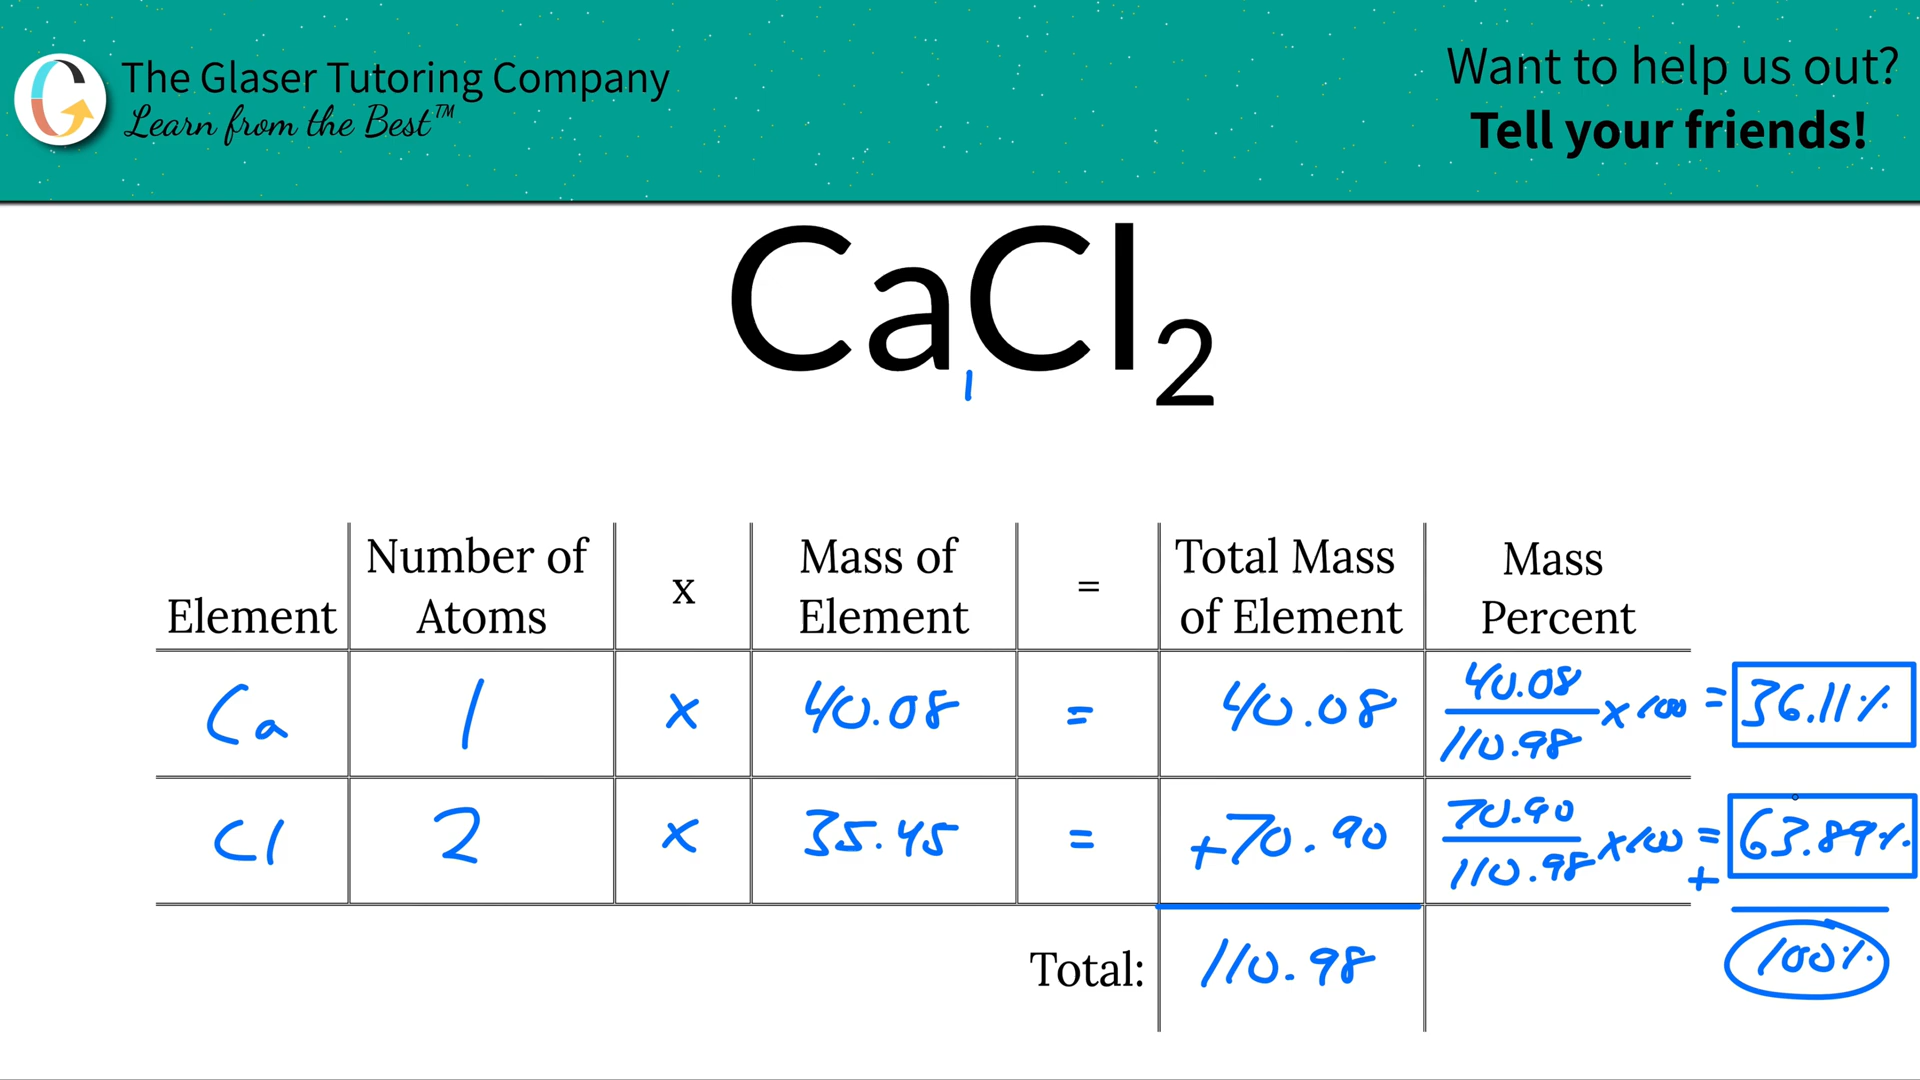 The Glaser Tutoring Company
Learn from the Best™
Want to help us out?
Tell your friends!
CaCl₂
1
Element Number of Atoms x Mass of Element = Total Mass of Element Mass Percent
Ca 1 x 40.08 = 40.08 40.08/110.98 x 100 = 36.11%
Cl 2 x 35.45 = +70.90 70.90/110.98 x 100 = 63.89%
+
Total: 110.98 100%